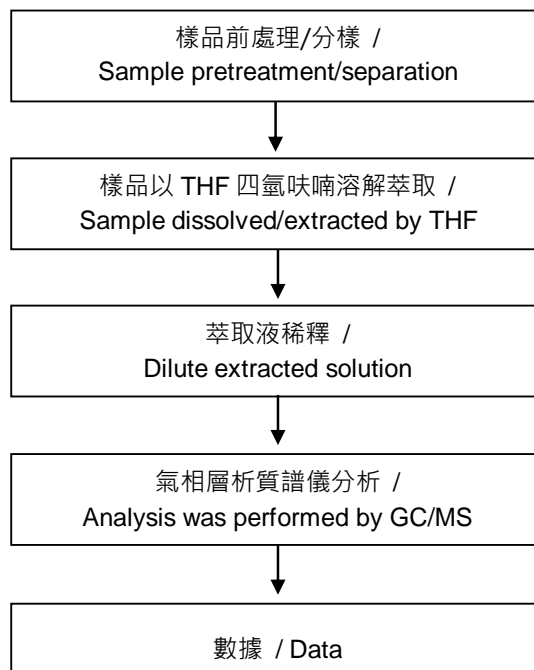 樣品前處理/分樣 /
Sample pretreatment/separation
樣品以 THF 四氫呋喃溶解萃取 /
Sample dissolved/extracted by THF
萃取液稀釋 /
Dilute extracted solution
氣相層析質譜儀分析 /
Analysis was performed by GC/MS
數據 / Data